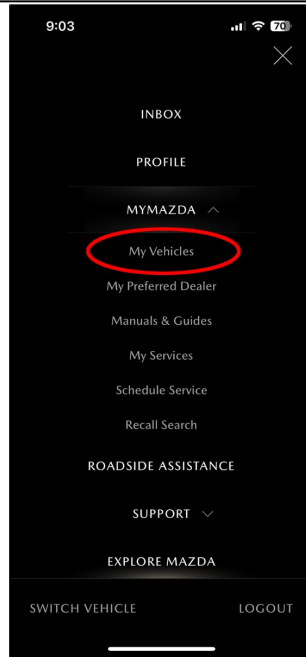 9:03
70
INBOX
PROFILE
MYMAZDA
My Vehicles
My Preferred Dealer
Manuals & Guides
My Services
Schedule Service
Recall Search
ROADSIDE ASSISTANCE
SUPPORT
EXPLORE MAZDA
SWITCH VEHICLE LOGOUT